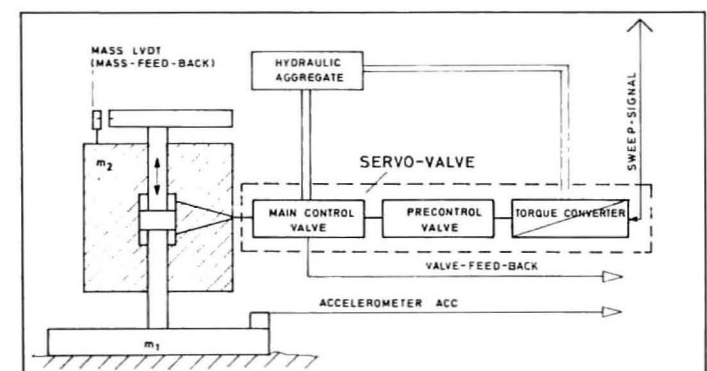 MASS LVDT
(MASS-FEED-BACK)
HYDRAULIC
AGGREGATE
SWEEP-SIGNAL
m2
SERVO-VALVE
MAIN CONTROL
VALVE
PRECONTROL
VALVE
TORQUE CONVERTER
VALVE-FEED-BACK
ACCELEROMETER ACC
m1